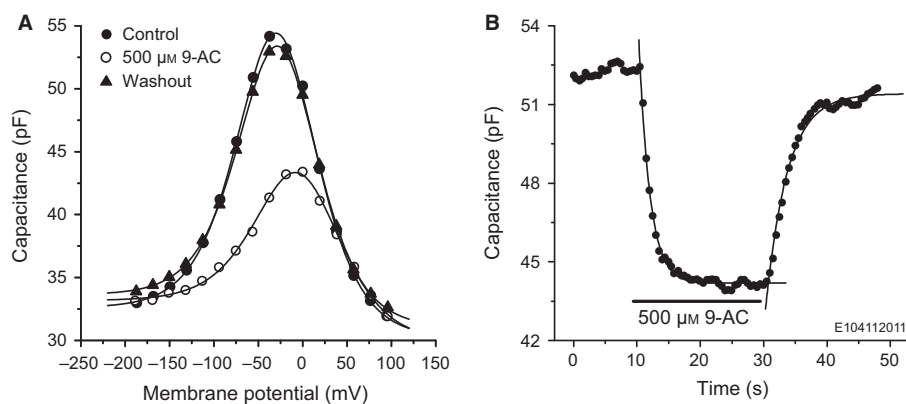 A
B
Control
500 µM 9-AC
Washout
55
50
45
40
35
30
Capacitance (pF)
–250 –200 –150 –100 –50 0 50 100 150
Membrane potential (mV)
54
51
48
45
42
Capacitance (pF)
500 µM 9-AC
E104112011
0 10 20 30 40 50
Time (s)